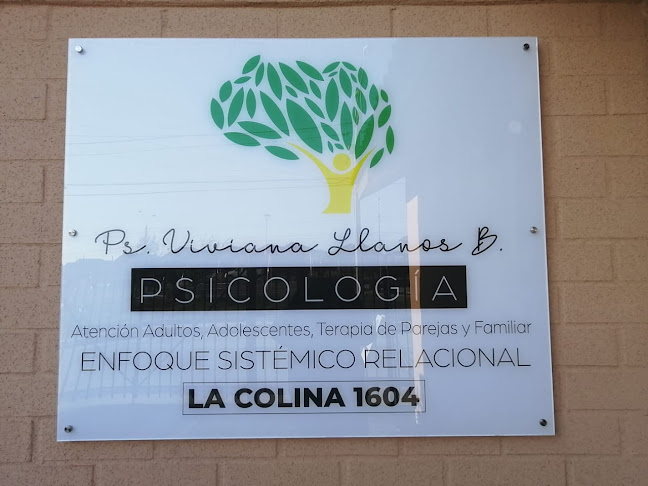 Ps. Viviana Llanos B.
PSICOLOGÍA
Atención Adultos, Adolescentes, Terapia de Parejas y Familiar
ENFOQUE SISTÉMICO RELACIONAL
LA COLINA 1604